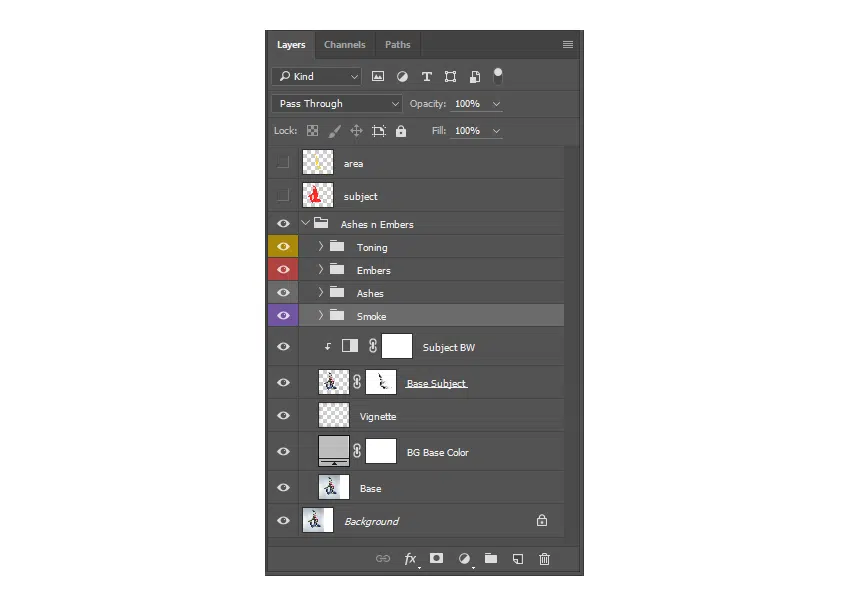 Layers Channels Paths
Kind
Pass Through Opacity: 100%
Lock: Fill: 100%
area
subject
Ashes n Embers
Toning
Embers
Ashes
Smoke
Subject BW
Base Subject
Vignette
BG Base Color
Base
Background
fx